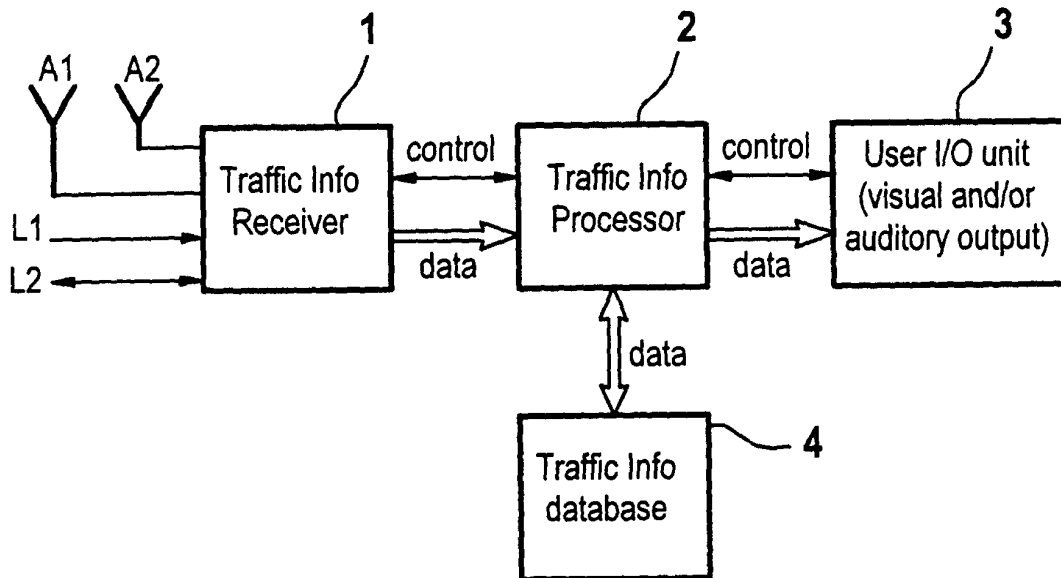 1
2
3
A1
A2
Traffic Info
Receiver
control
data
Traffic Info
Processor
control
data
User I/O unit
(visual and/or
auditory output)
L1
L2
data
4
Traffic Info
database